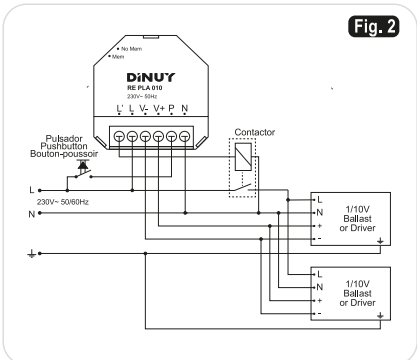 Fig. 2
No Mem
Mem
DiNUY
RE PLA 010
230V~ 50Hz
L' L V- V+ P N
Pulsador
Pushbutton
Bouton-poussoir
Contactor
L
230V~ 50/60Hz
N
L
N
+
-
1/10V
Ballast
or Driver
L
N
+
-
1/10V
Ballast
or Driver